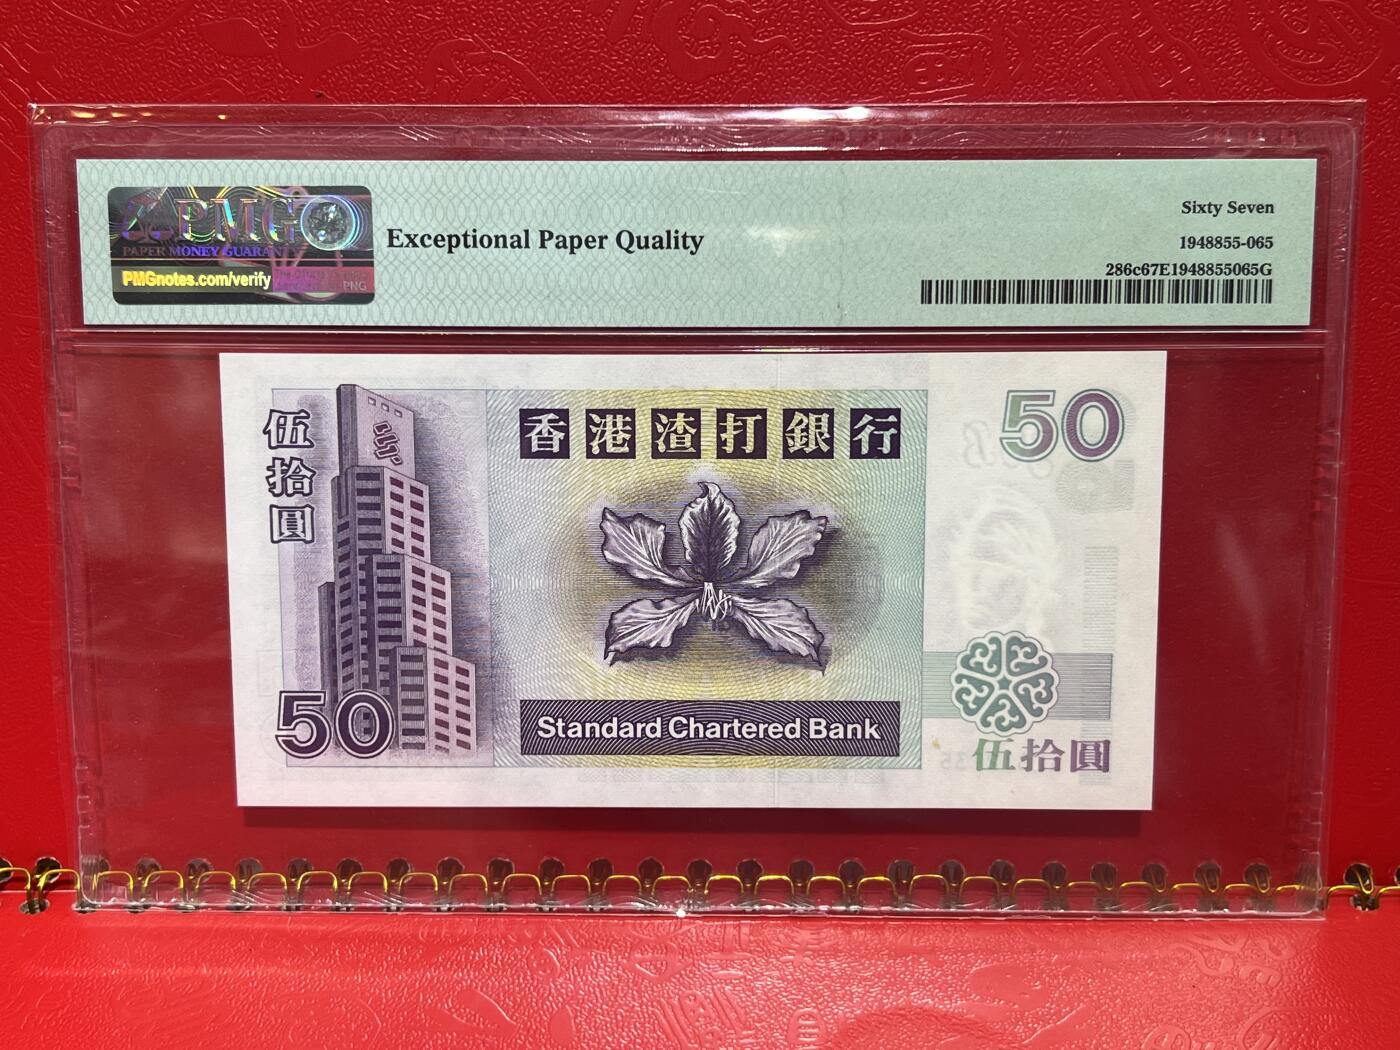 PMG
PAPER MONEY GUARANTY
PMGnotes.com/verify
PNG
Exceptional Paper Quality
Sixty Seven
1948855-065
286c67E1948855065G
伍拾圓
50
香港渣打銀行
50
Standard Chartered Bank
伍拾圓